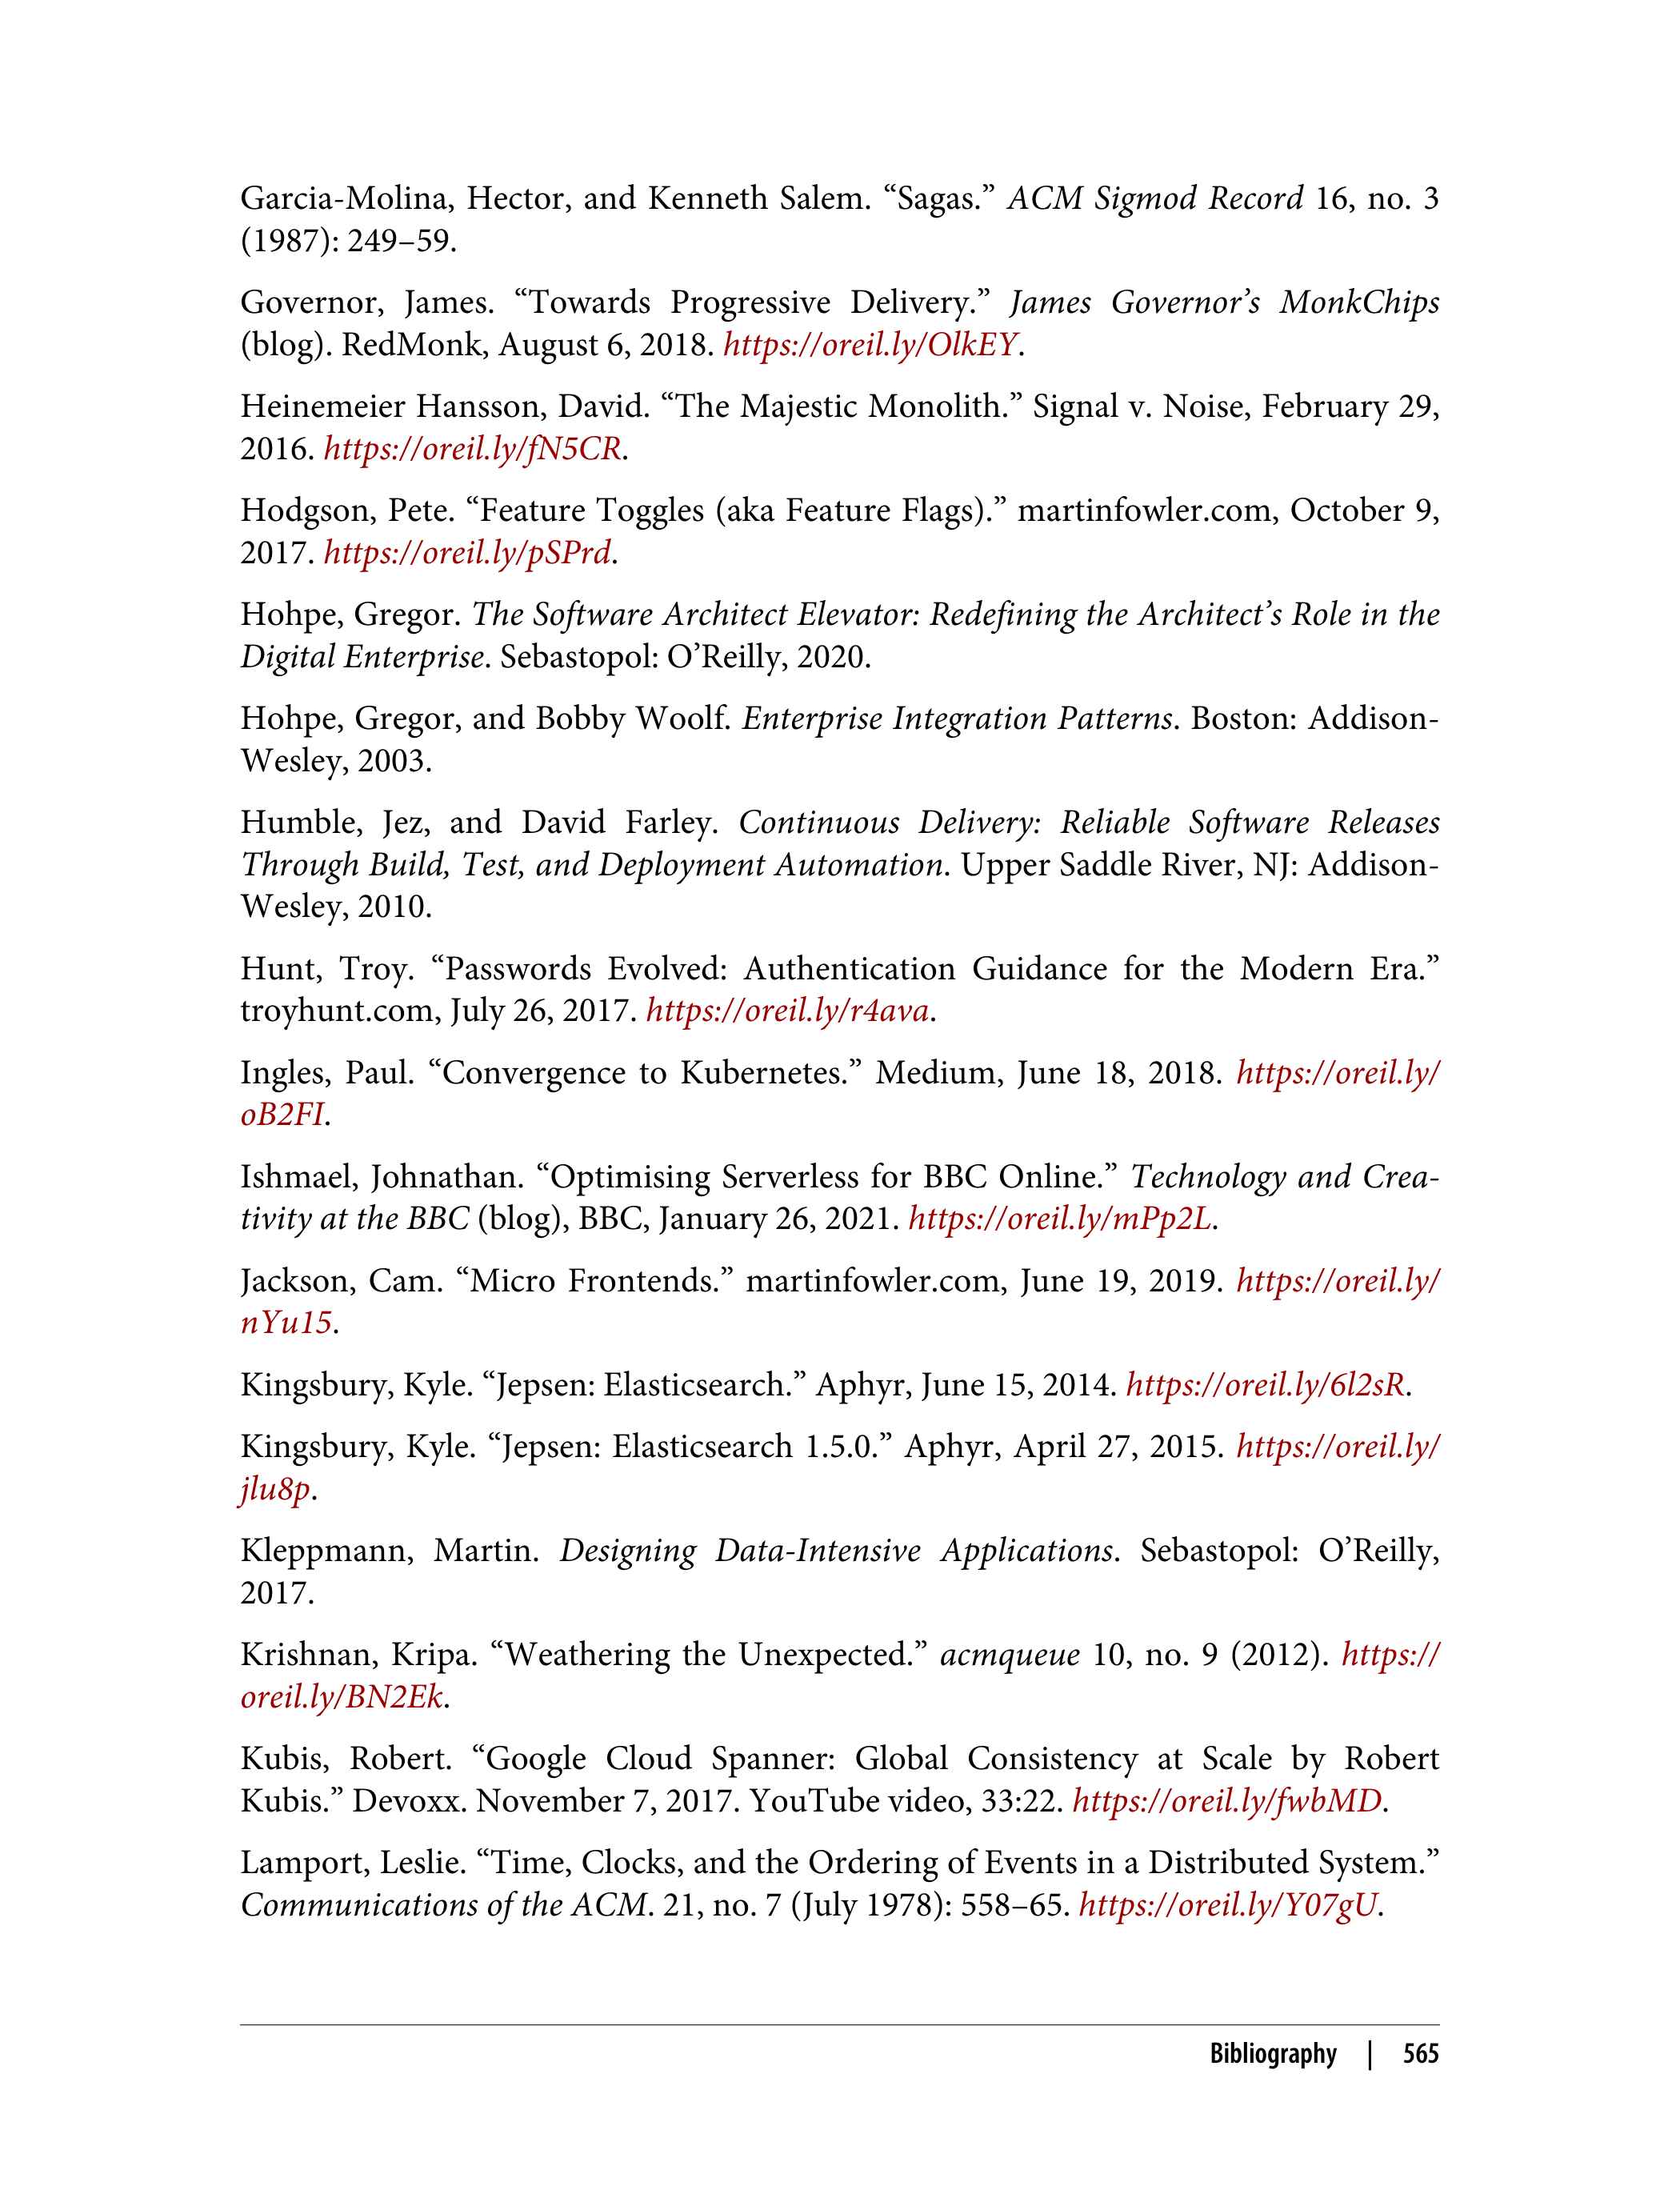 Garcia-Molina, Hector, and Kenneth Salem. “Sagas.” ACM Sigmod Record 16, no. 3
(1987): 249–59.
Governor, James. “Towards Progressive Delivery.” James Governor’s MonkChips
(blog). RedMonk, August 6, 2018. https://oreil.ly/OlkEY.
Heinemeier Hansson, David. “The Majestic Monolith.” Signal v. Noise, February 29,
2016. https://oreil.ly/fN5CR.
Hodgson, Pete. “Feature Toggles (aka Feature Flags).” martinfowler.com, October 9,
2017. https://oreil.ly/pSPrd.
Hohpe, Gregor. The Software Architect Elevator: Redefining the Architect’s Role in the
Digital Enterprise. Sebastopol: O’Reilly, 2020.
Hohpe, Gregor, and Bobby Woolf. Enterprise Integration Patterns. Boston: Addison-
Wesley, 2003.
Humble, Jez, and David Farley. Continuous Delivery: Reliable Software Releases
Through Build, Test, and Deployment Automation. Upper Saddle River, NJ: Addison-
Wesley, 2010.
Hunt, Troy. “Passwords Evolved: Authentication Guidance for the Modern Era.”
troyhunt.com, July 26, 2017. https://oreil.ly/r4ava.
Ingles, Paul. “Convergence to Kubernetes.” Medium, June 18, 2018. https://oreil.ly/
oB2FI.
Ishmael, Johnathan. “Optimising Serverless for BBC Online.” Technology and Crea-
tivity at the BBC (blog), BBC, January 26, 2021. https://oreil.ly/mPp2L.
Jackson, Cam. “Micro Frontends.” martinfowler.com, June 19, 2019. https://oreil.ly/
nYu15.
Kingsbury, Kyle. “Jepsen: Elasticsearch.” Aphyr, June 15, 2014. https://oreil.ly/6l2sR.
Kingsbury, Kyle. “Jepsen: Elasticsearch 1.5.0.” Aphyr, April 27, 2015. https://oreil.ly/
jlu8p.
Kleppmann, Martin. Designing Data-Intensive Applications. Sebastopol: O’Reilly,
2017.
Krishnan, Kripa. “Weathering the Unexpected.” acmqueue 10, no. 9 (2012). https://
oreil.ly/BN2Ek.
Kubis, Robert. “Google Cloud Spanner: Global Consistency at Scale by Robert
Kubis.” Devoxx. November 7, 2017. YouTube video, 33:22. https://oreil.ly/fwbMD.
Lamport, Leslie. “Time, Clocks, and the Ordering of Events in a Distributed System.”
Communications of the ACM. 21, no. 7 (July 1978): 558–65. https://oreil.ly/Y07gU.
Bibliography | 565